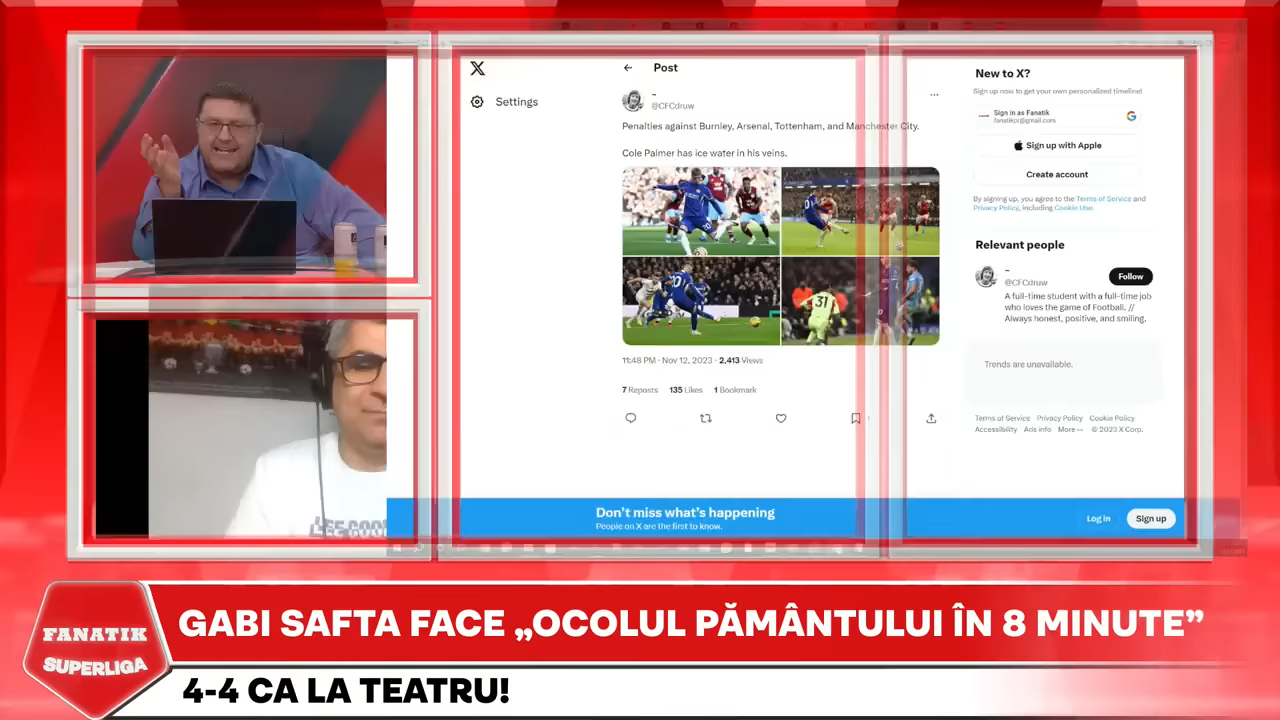 Settings
Post
-
@CFCdruw
Penalties against Burnley, Arsenal, Tottenham, and Manchester City.
Cole Palmer has ice water in his veins.
31
11:48 PM · Nov 12, 2023 · 2,413 Views
7 Reposts 135 Likes 1 Bookmark
New to X?
Sign up now to get your own personalized timeline!
Sign in as Fanatik
fanatikpr@gmail.com
Sign up with Apple
Create account
By signing up, you agree to the Terms of Service and
Privacy Policy, including Cookie Use.
Relevant people
-
@CFCdruw
Follow
A full-time student with a full-time job
who loves the game of Football. //
Always honest, positive, and smiling.
Trends are unavailable.
Terms of Service Privacy Policy Cookie Policy
Accessibility Ads info More ··· © 2023 X Corp.
Don't miss what's happening
People on X are the first to know.
Log in
Sign up
FANATIK
SUPERLIGA
GABI SAFTA FACE „OCOLUL PĂMÂNTULUI ÎN 8 MINUTE”
4-4 CA LA TEATRU!